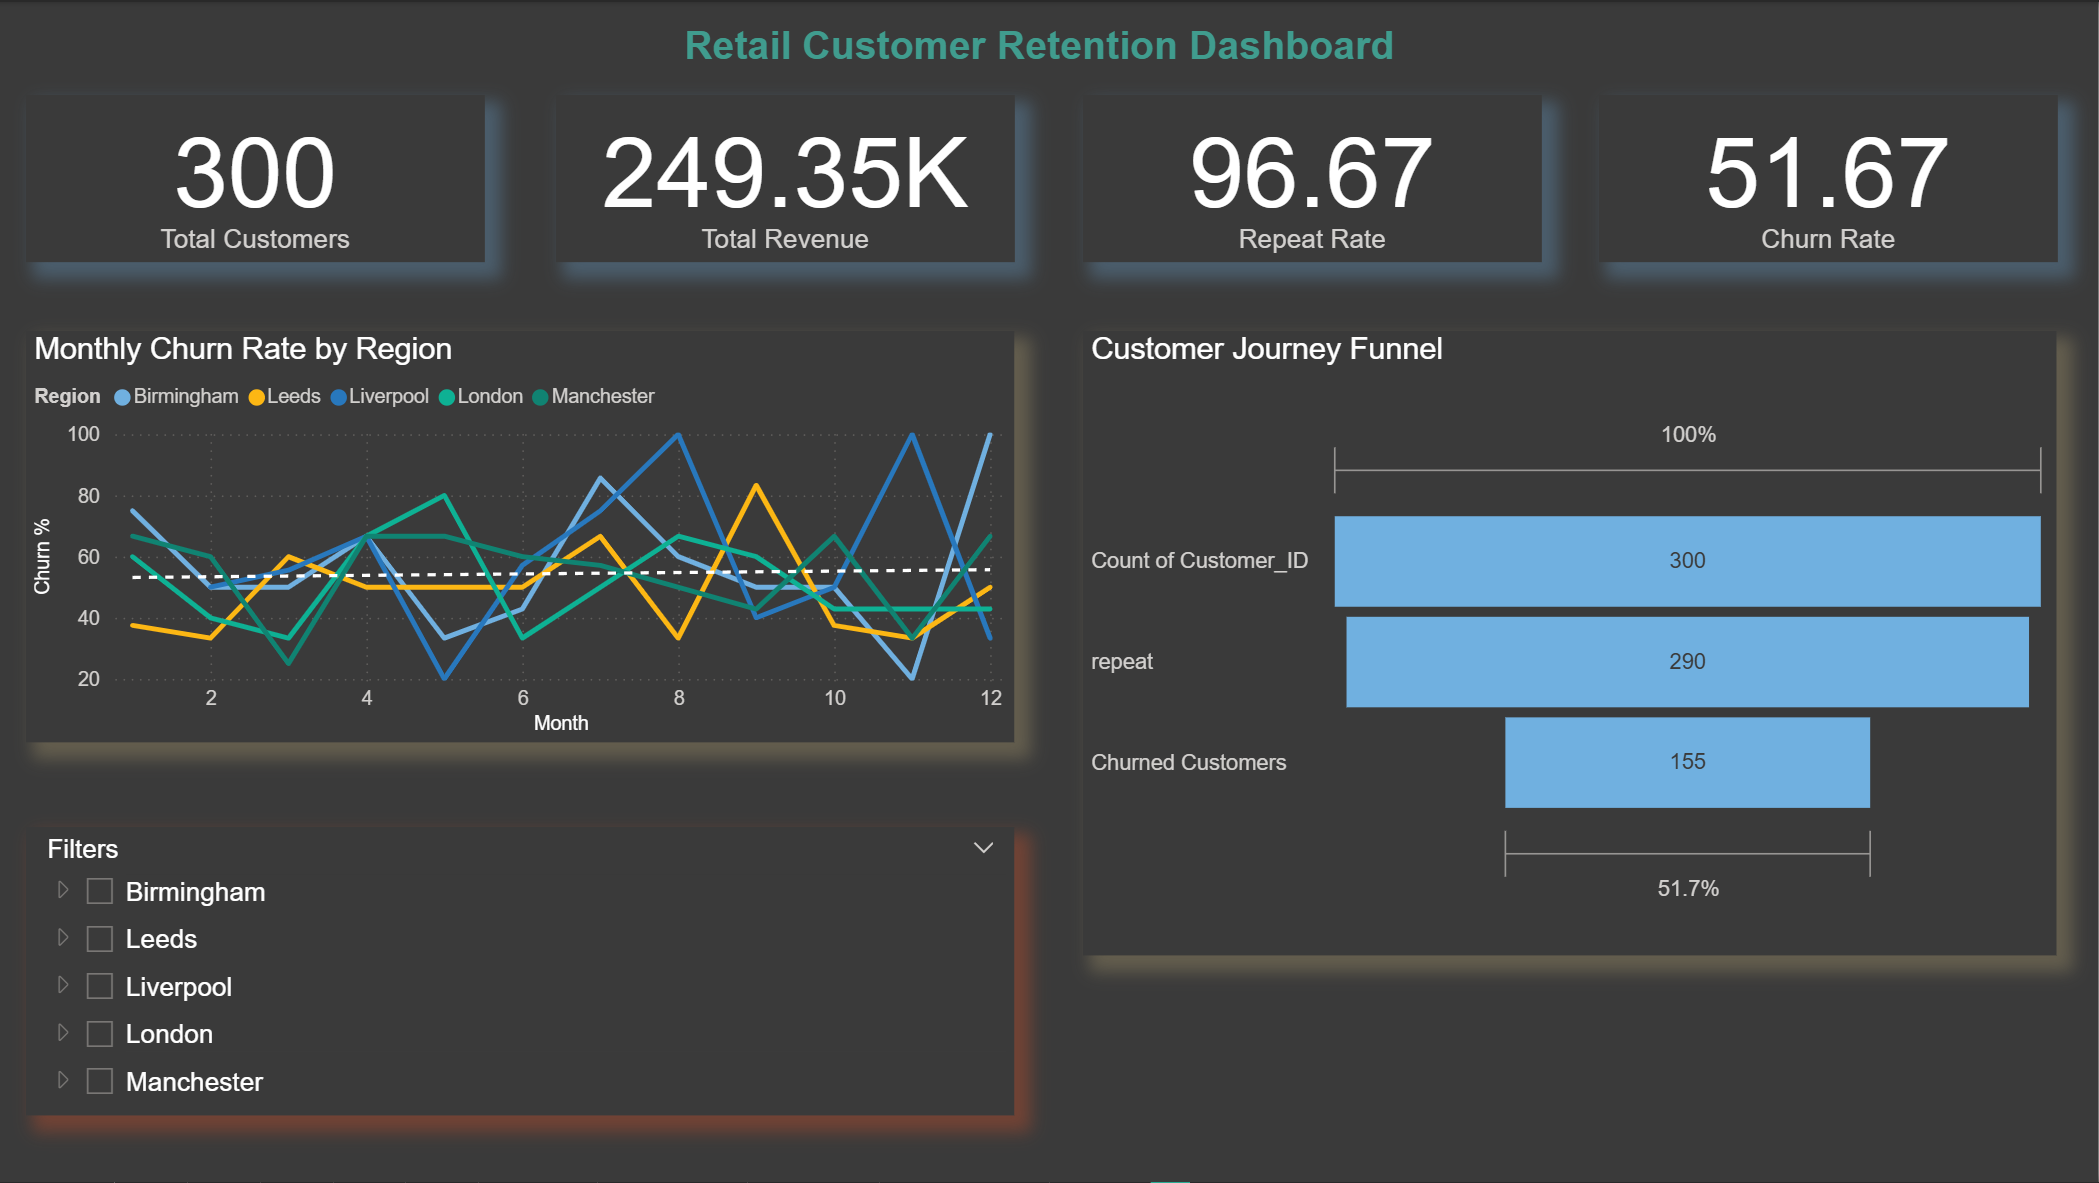 Retail Customer Retention Dashboard
300
Total Customers
249.35K
Total Revenue
96.67
Repeat Rate
51.67
Churn Rate
Monthly Churn Rate by Region
Region Birmingham Leeds Liverpool London Manchester
100
80
60
40
20
Churn %
2 4 6 8 10 12
Month
Customer Journey Funnel
100%
Count of Customer_ID 300
repeat 290
Churned Customers 155
51.7%
Filters
Birmingham
Leeds
Liverpool
London
Manchester